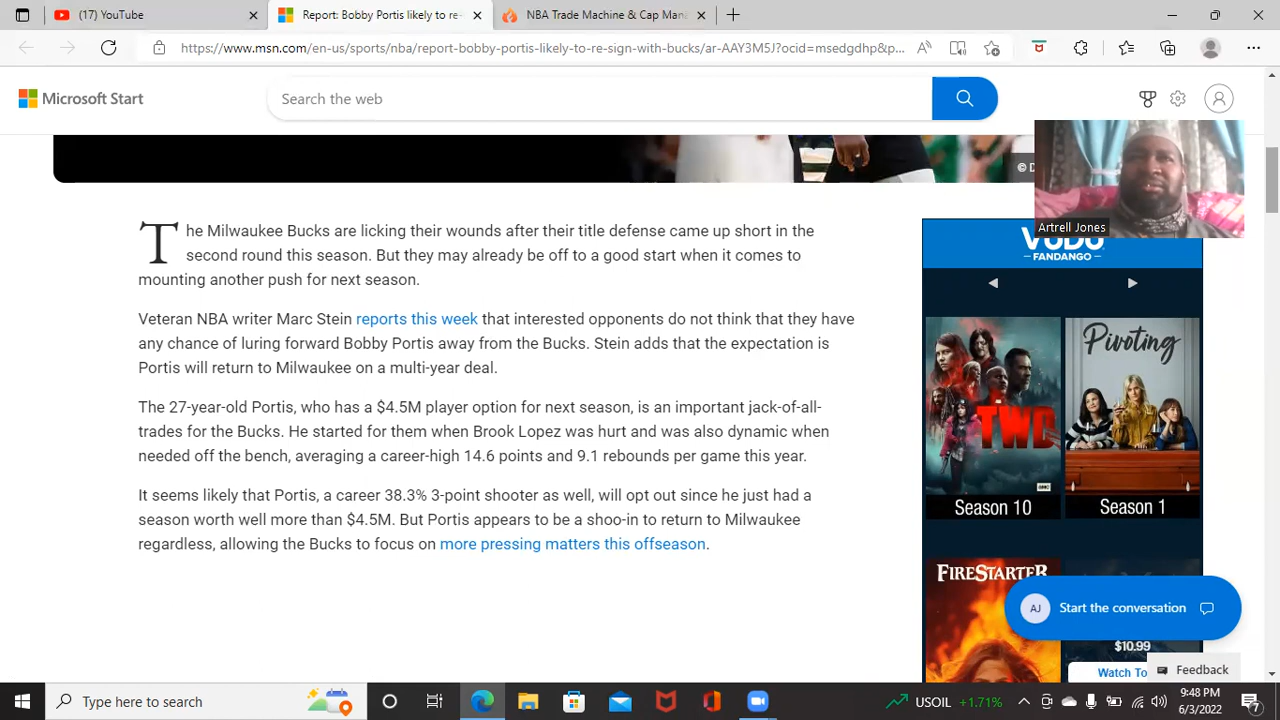 (10) YouTube
Report: Bobby Portis likely to re
NBA Trade Machine & Cap Man
https://www.msn.com/en-us/sports/nba/report-bobby-portis-likely-to-re-sign-with-bucks/ar-AAY3M5J?ocid=msedgdhp&p...
Microsoft Start
Search the web
© D
Artrell Jones
The Milwaukee Bucks are licking their wounds after their title defense came up short in the
second round this season. But they may already be off to a good start when it comes to
mounting another push for next season.
Veteran NBA writer Marc Stein reports this week that interested opponents do not think that they have
any chance of luring forward Bobby Portis away from the Bucks. Stein adds that the expectation is
Portis will return to Milwaukee on a multi-year deal.
The 27-year-old Portis, who has a $4.5M player option for next season, is an important jack-of-all-
trades for the Bucks. He started for them when Brook Lopez was hurt and was also dynamic when
needed off the bench, averaging a career-high 14.6 points and 9.1 rebounds per game this year.
It seems likely that Portis, a career 38.3% 3-point shooter as well, will opt out since he just had a
season worth well more than $4.5M. But Portis appears to be a shoo-in to return to Milwaukee
regardless, allowing the Bucks to focus on more pressing matters this offseason.
VUDU
FANDANGO
TWD
amc
Season 10
Pivoting
Season 1
FIRESTARTER
AJ
Start the conversation
$10.99
Watch To
Feedback
Type here to search
USOIL +1.71%
9:48 PM
6/3/2022
7